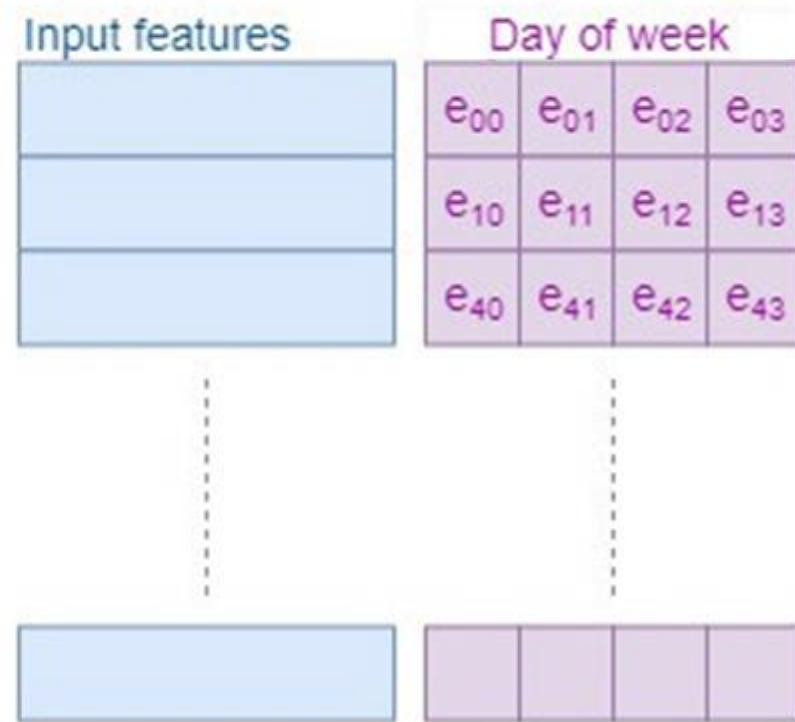 Input features Day of week
e₀₀ e₀₁ e₀₂ e₀₃
e₁₀ e₁₁ e₁₂ e₁₃
e₄₀ e₄₁ e₄₂ e₄₃